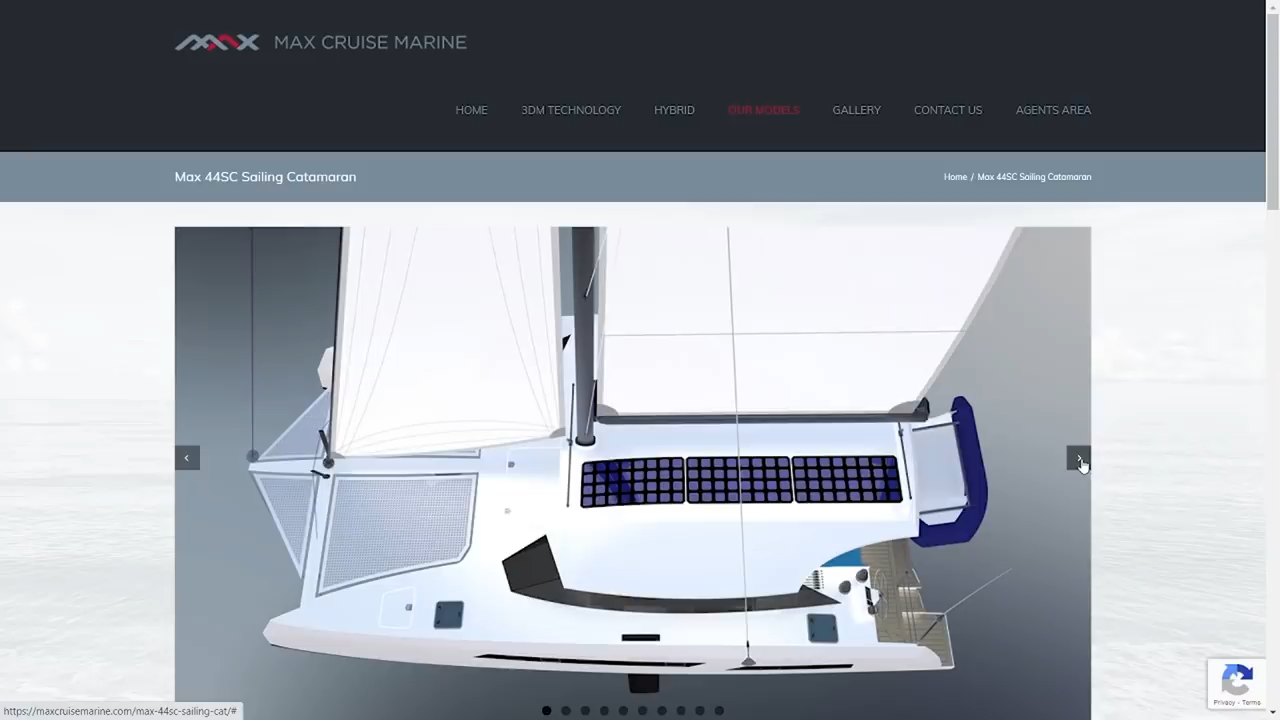 MAX CRUISE MARINE
HOME 3DM TECHNOLOGY HYBRID OUR MODELS GALLERY CONTACT US AGENTS AREA
Max 44SC Sailing Catamaran
Home / Max 44SC Sailing Catamaran
https://maxcruisemarine.com/max-44sc-sailing-cat/#
Privacy - Terms